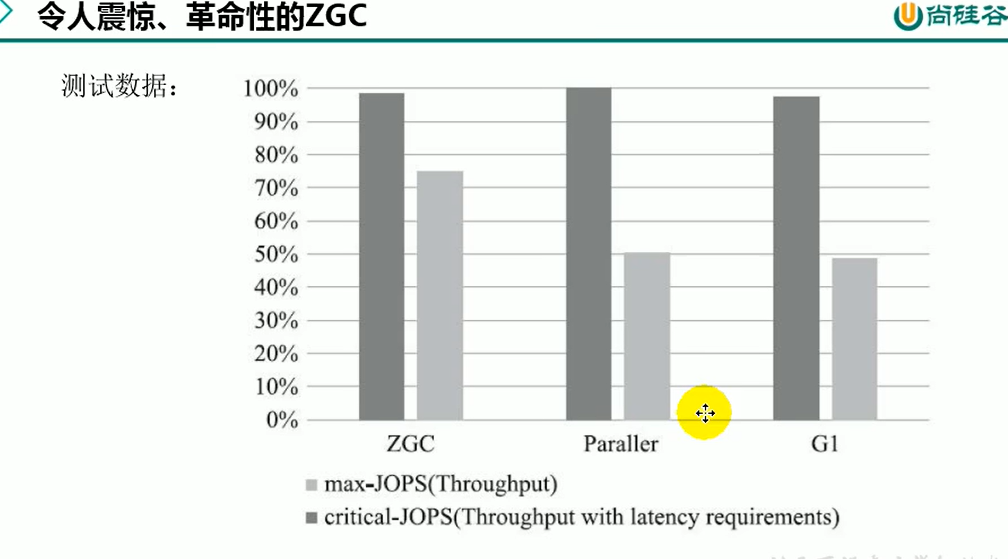 令人震惊、革命性的ZGC
尚硅谷
测试数据：
100%
90%
80%
70%
60%
50%
40%
30%
20%
10%
0%
ZGC
Paraller
G1
max-JOPS(Throughput)
critical-JOPS(Throughput with latency requirements)